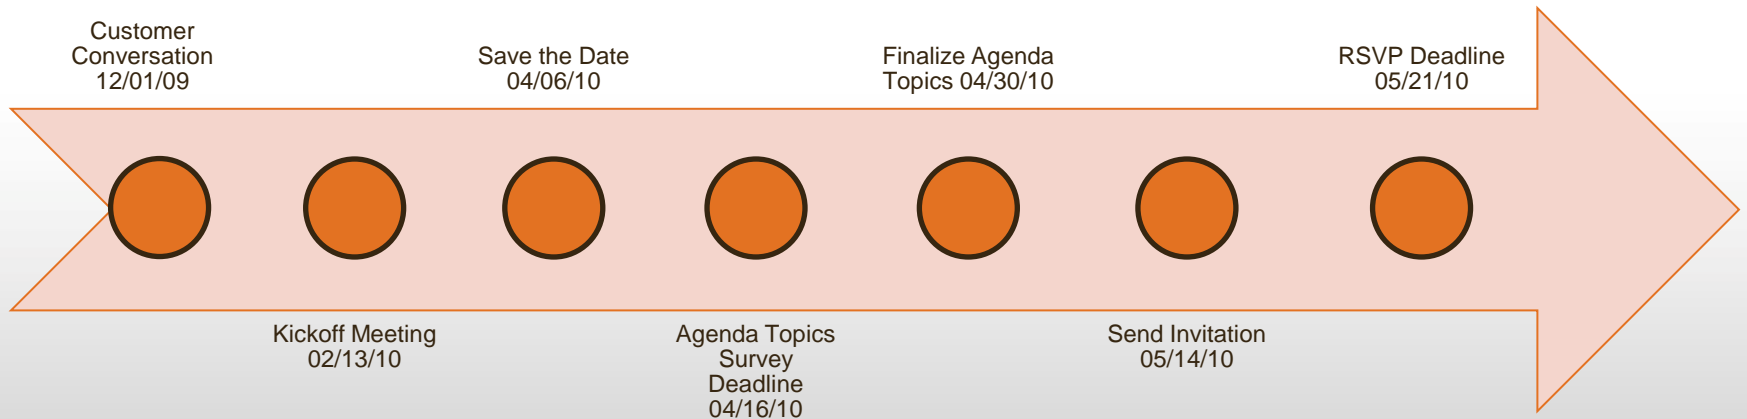 Customer
Conversation
12/01/09
Kickoff Meeting
02/13/10
Save the Date
04/06/10
Agenda Topics
Survey
Deadline
04/16/10
Finalize Agenda
Topics 04/30/10
Send Invitation
05/14/10
RSVP Deadline
05/21/10